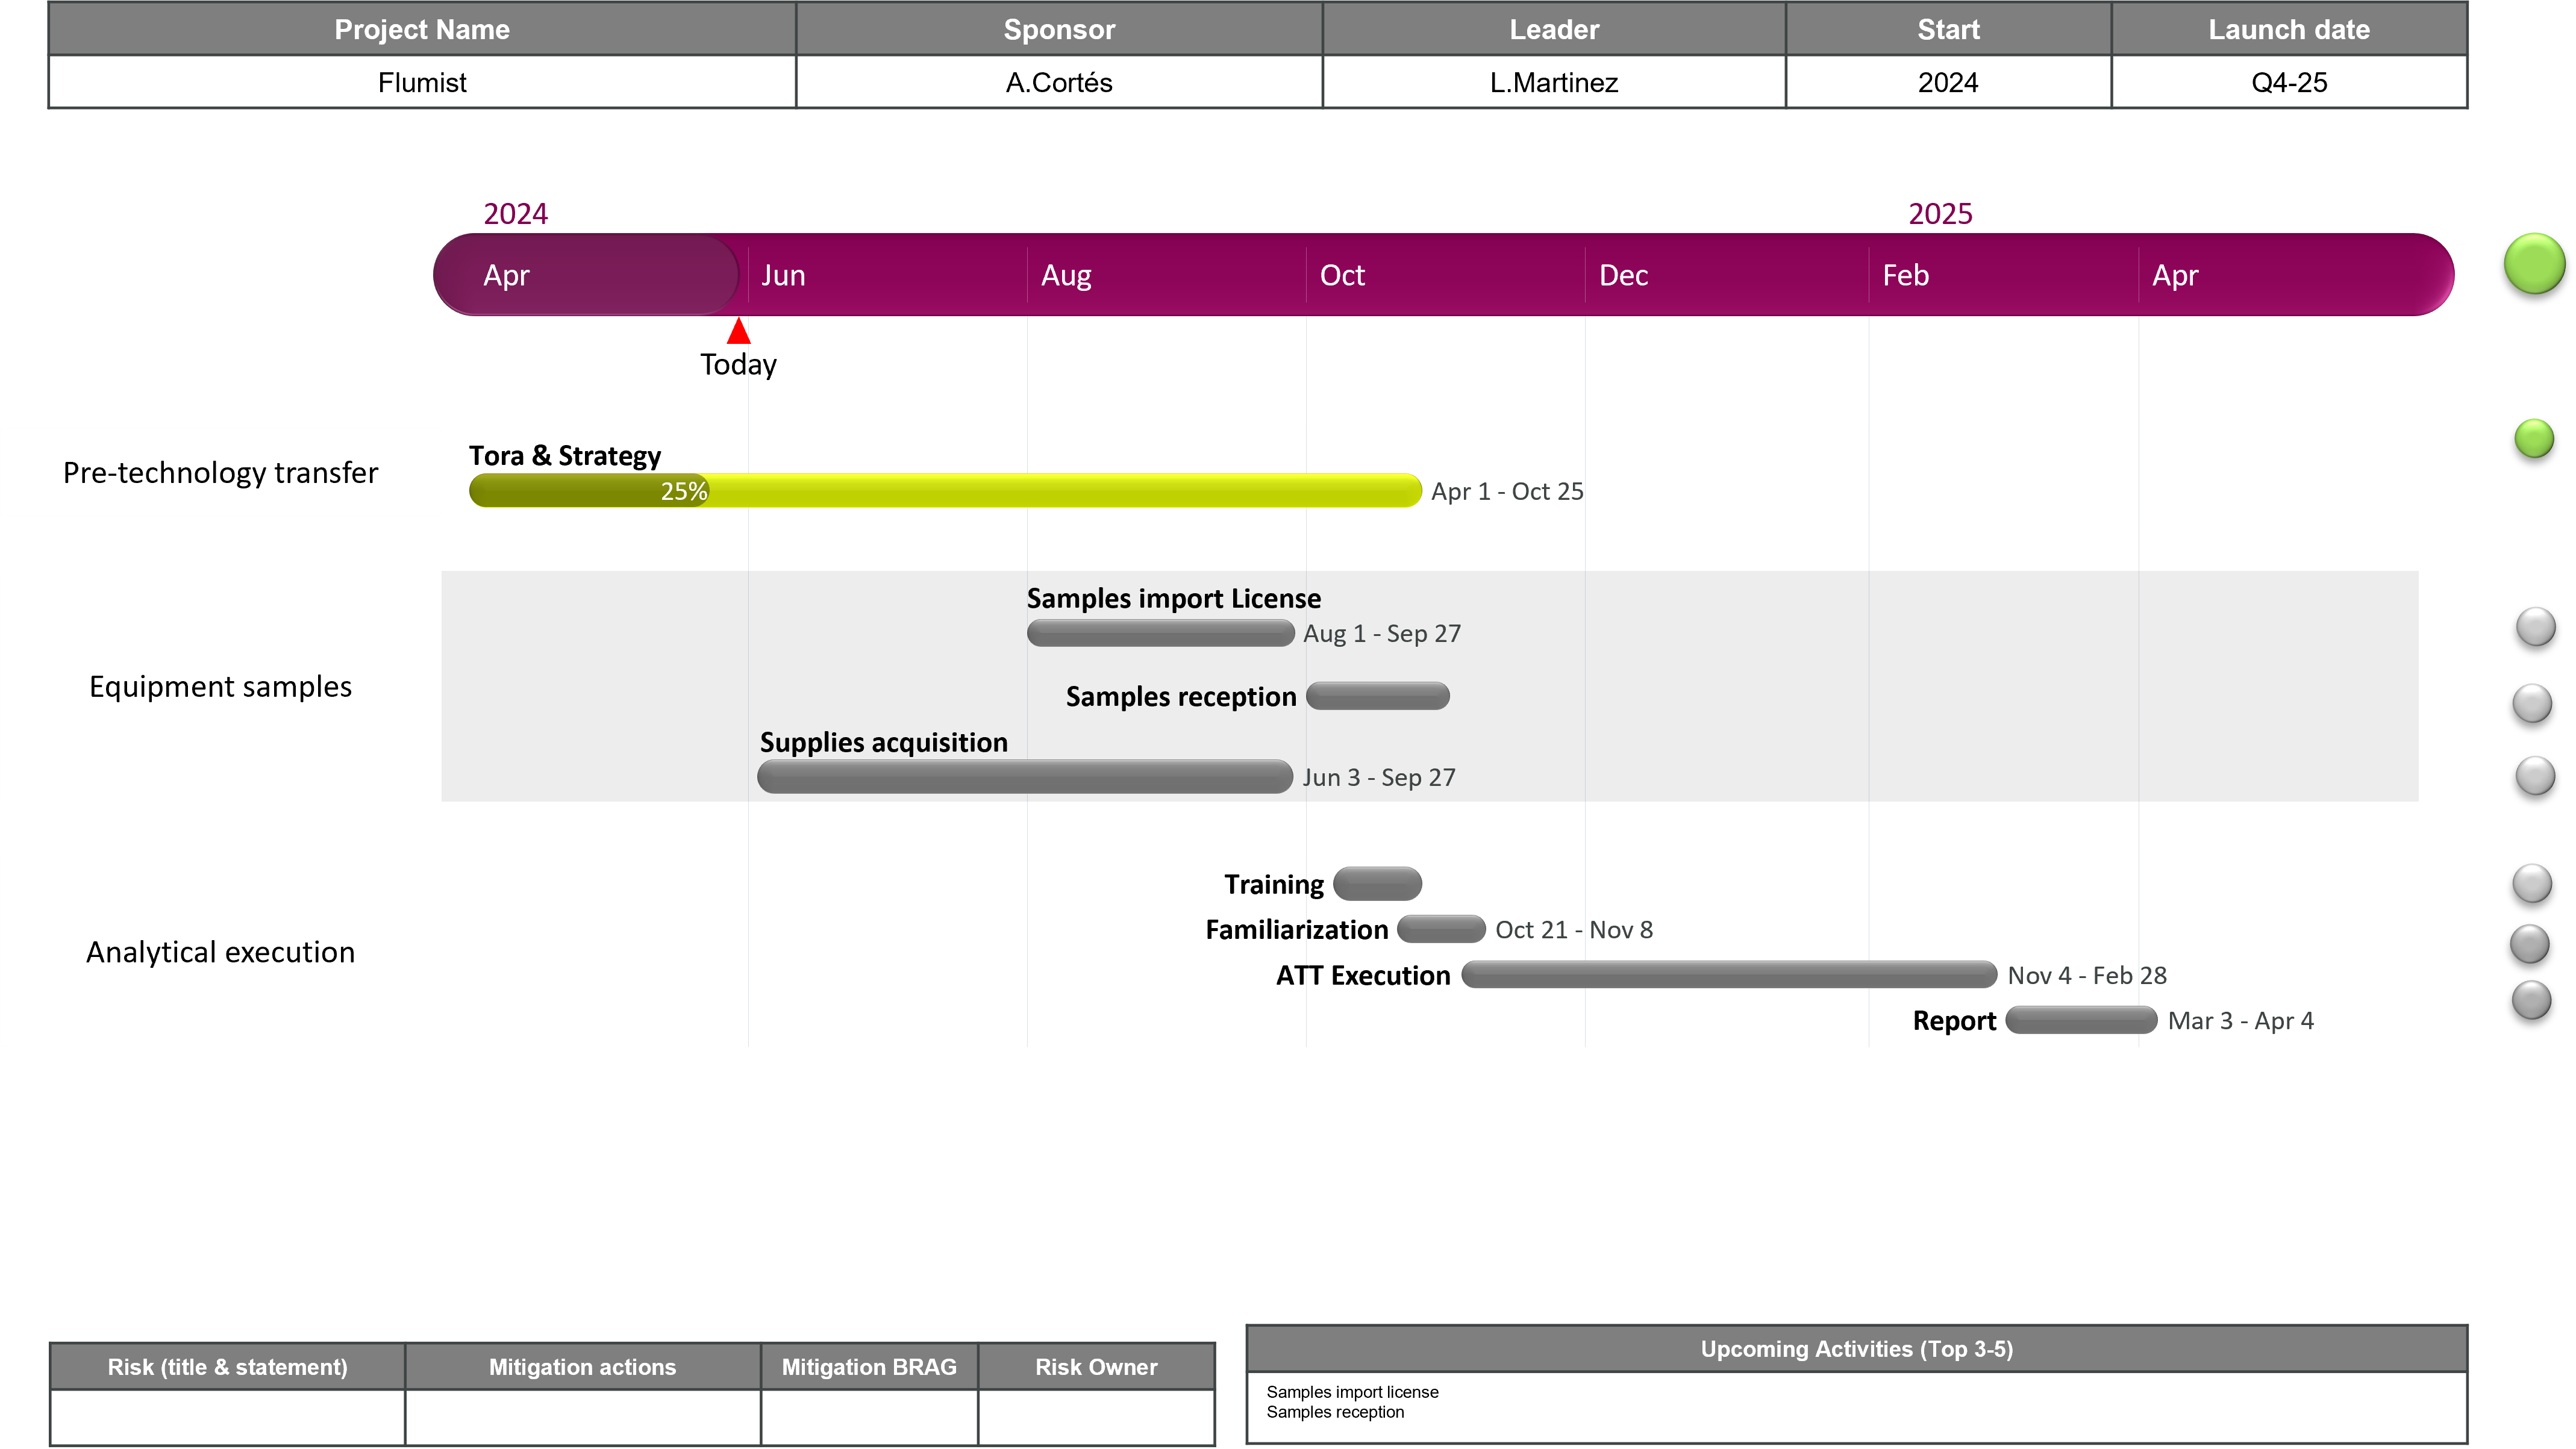 Project Name Sponsor Leader Start Launch date
Flumist A.Cortés L.Martinez 2024 Q4-25
2024 2025
Apr Jun Aug Oct Dec Feb Apr
Today
Pre-technology transfer
Tora & Strategy
25% Apr 1 - Oct 25
Equipment samples
Samples import License
Aug 1 - Sep 27
Samples reception
Supplies acquisition
Jun 3 - Sep 27
Analytical execution
Training
Familiarization Oct 21 - Nov 8
ATT Execution Nov 4 - Feb 28
Report Mar 3 - Apr 4
Risk (title & statement) Mitigation actions Mitigation BRAG Risk Owner
Upcoming Activities (Top 3-5)
Samples import license
Samples reception